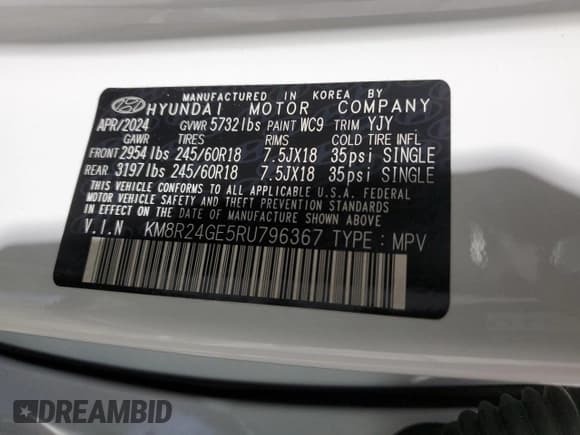 MANUFACTURED IN KOREA BY
HYUNDAI MOTOR COMPANY
APR/2024 GVWR 5732lbs PAINT WC9 TRIM YJY
GAWR TIRES RIMS COLD TIRE INFL
FRONT 2954lbs 245/60R18 7.5JX18 35psi SINGLE
REAR 3197lbs 245/60R18 7.5JX18 35psi SINGLE
THIS VEHICLE CONFORMS TO ALL APPLICABLE U.S.A. FEDERAL
MOTOR VEHICLE SAFETY AND THEFT PREVENTION STANDARDS
IN EFFECT ON THE DATE OF MANUFACTURE SHOWN ABOVE.
V.I.N KM8R24GE5RU796367 TYPE : MPV
DREAMBID